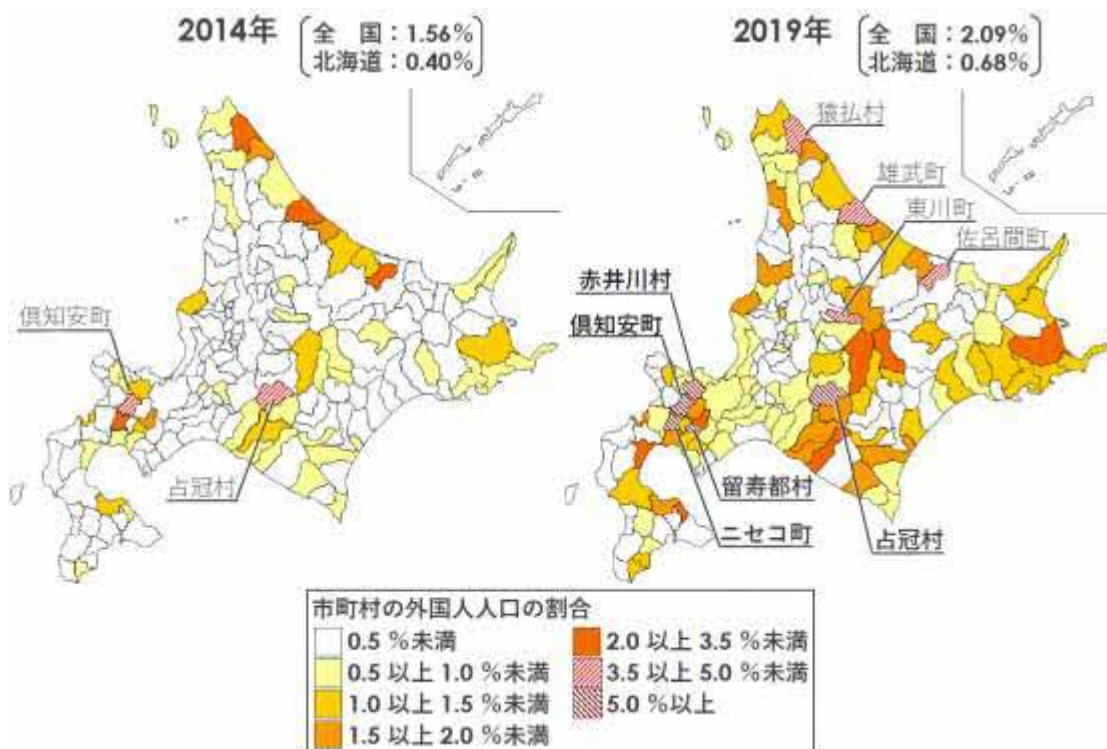 2014年
全 国：1.56%
北海道：0.40%
2019年
全 国：2.09%
北海道：0.68%
倶知安町
占冠村
猿払村
雄武町
東川町
佐呂間町
赤井川村
倶知安町
留寿都村
ニセコ町
占冠村
市町村の外国人人口の割合
0.5 %未満
0.5 以上 1.0 %未満
1.0 以上 1.5 %未満
1.5 以上 2.0 %未満
2.0 以上 3.5 %未満
3.5 以上 5.0 %未満
5.0 %以上